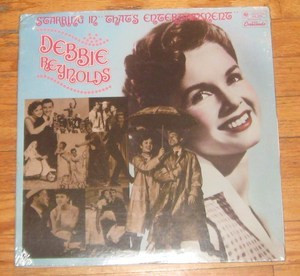 STARRING IN "THAT'S ENTERTAINMENT"
DEBBIE
REYNOLDS